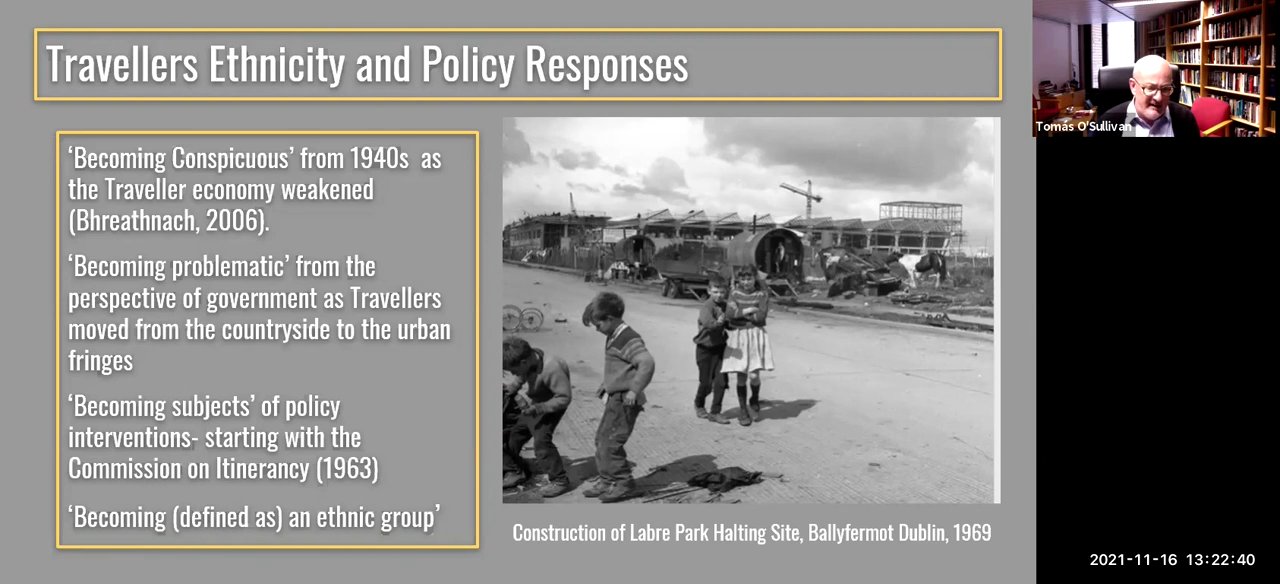 Travellers Ethnicity and Policy Responses
‘Becoming Conspicuous’ from 1940s as
the Traveller economy weakened
(Bhreathnach, 2006).
‘Becoming problematic’ from the
perspective of government as Travellers
moved from the countryside to the urban
fringes
‘Becoming subjects’ of policy
interventions- starting with the
Commission on Itinerancy (1963)
‘Becoming (defined as) an ethnic group’
Construction of Labre Park Halting Site, Ballyfermot Dublin, 1969
Tomás O'Sullivan
2021-11-16 13:22:40